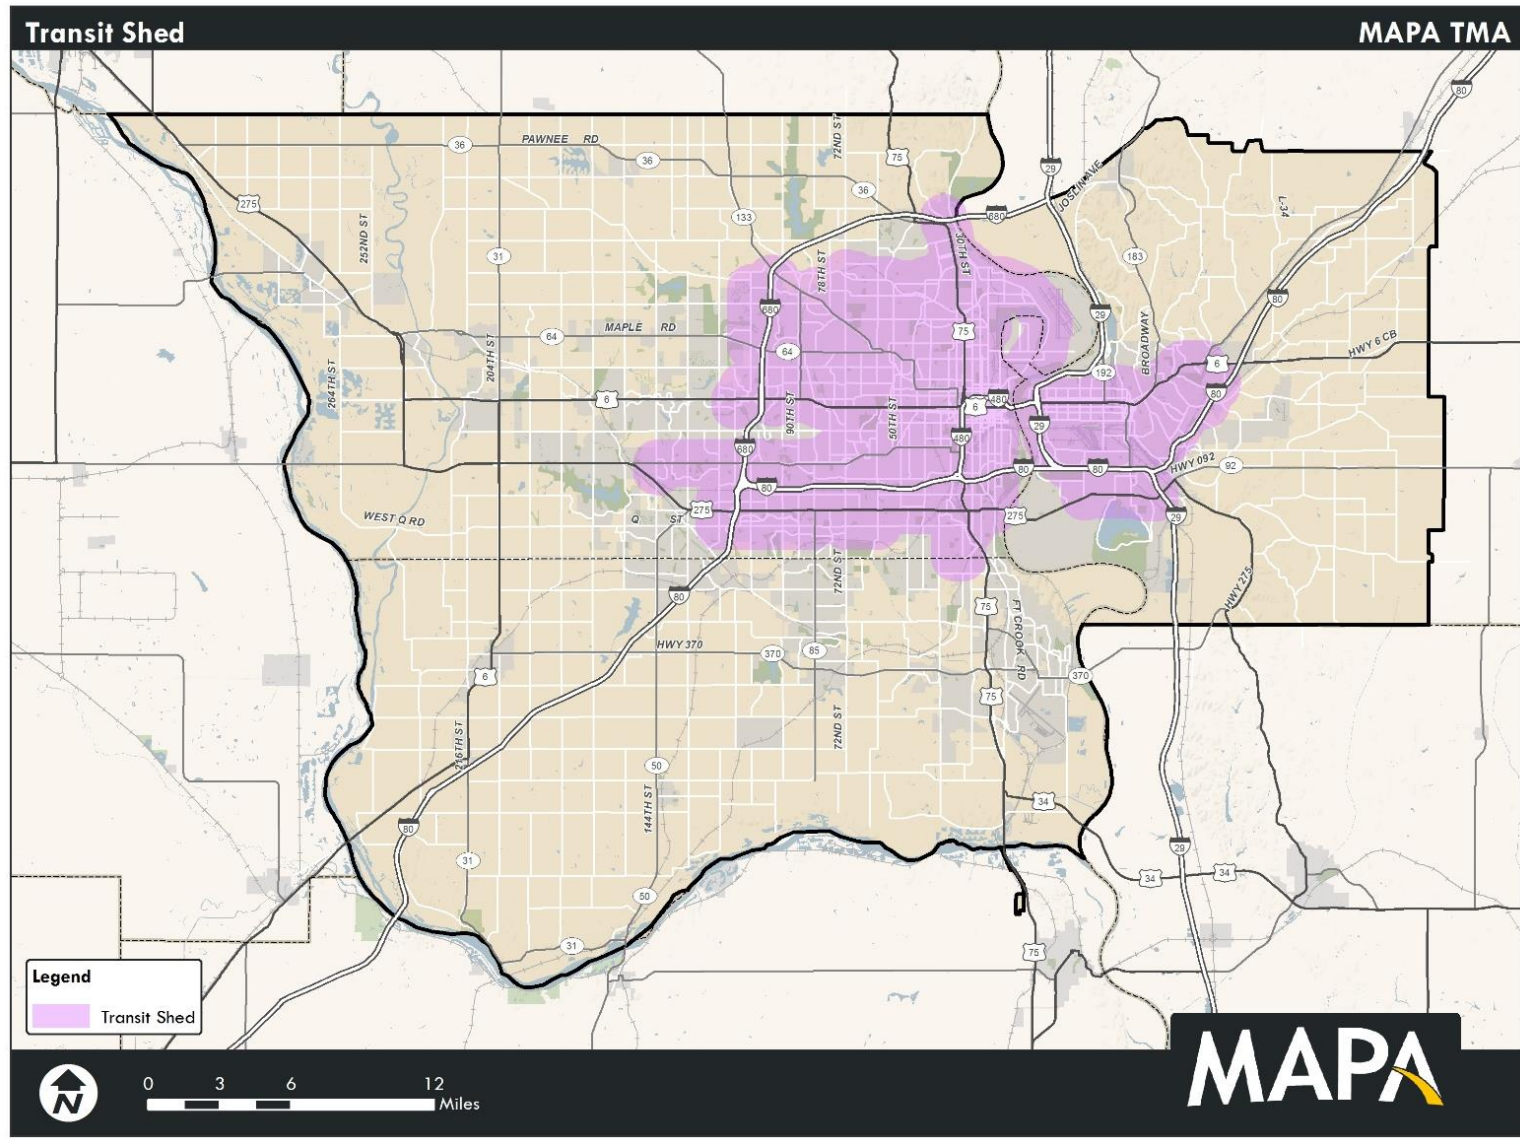 Transit Shed
MAPA TMA
80
PAWNEE RD
36
36
72ND ST
75
29
36
JOSLIN AVE
275
133
680
L-34
252ND ST
31
78TH ST
30TH ST
183
80
680
29
MAPLE RD
64
75
BROADWAY
HWY 6 CB
204TH ST
64
6
264TH ST
192
6
90TH ST
50TH ST
6
480
80
29
680
480
80
80
80
HWY 092
92
275
275
29
WEST Q RD
Q ST
72ND ST
80
75
FT CROOK RD
HWY 275
HWY 370
370
85
370
6
75
216TH ST
72ND ST
50
144TH ST
34
80
31
29
34
34
50
31
75
Legend
Transit Shed
N
0 3 6 12
Miles
MAPA